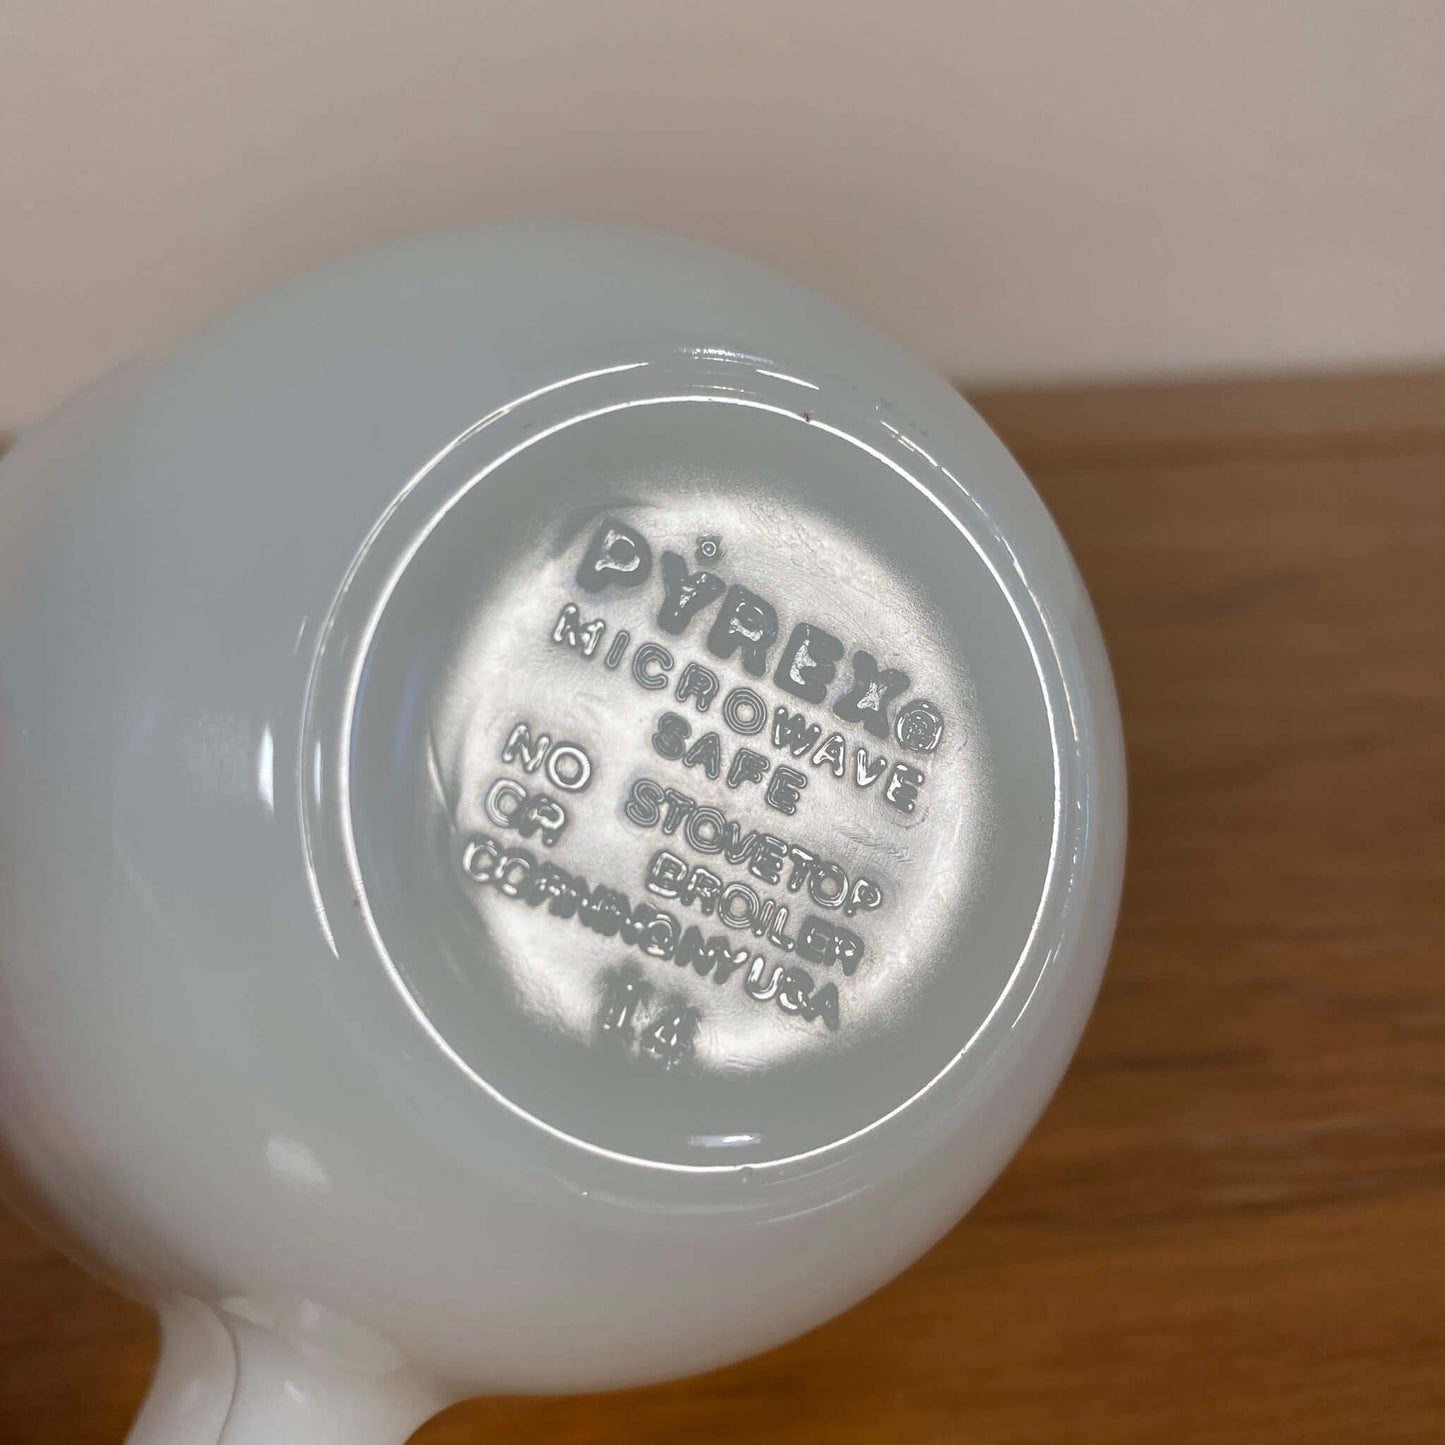 PYREX®
MICROWAVE
SAFE
NO STOVETOP
OR BROILER
CORNING NY USA
14